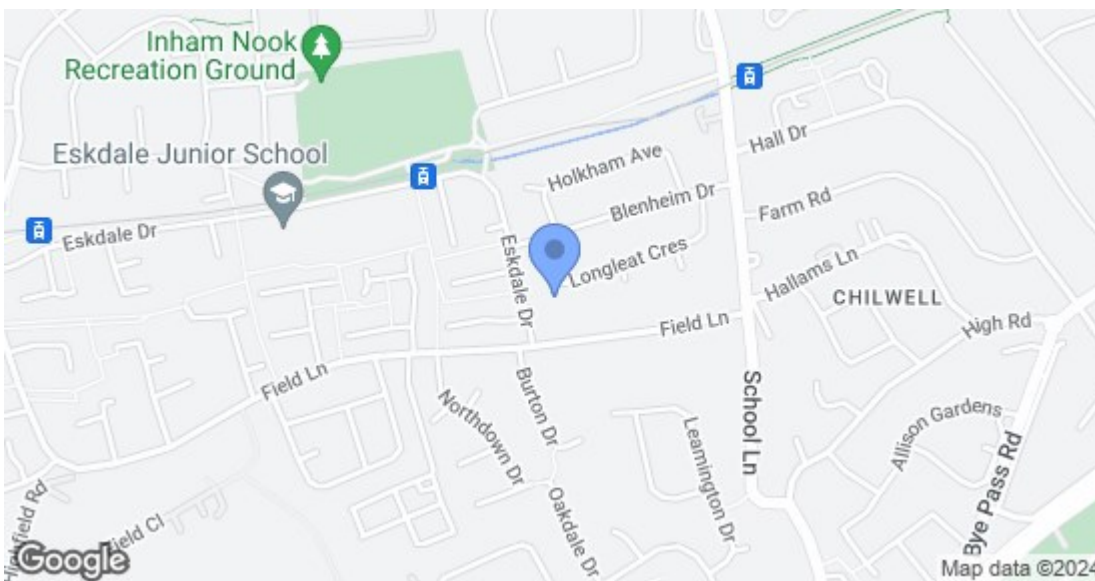 Inham Nook
Recreation Ground
Eskdale Junior School
Hall Dr
Holkham Ave
Blenheim Dr
Farm Rd
Eskdale Dr
Eskdale Dr
Longleat Cres
Hallams Ln
CHILWELL
Field Ln
High Rd
Field Ln
Burton Dr
Northdown Dr
School Ln
Allison Gardens
Leamington Dr
Oakdale Dr
Bye Pass Rd
Highfield Rd
field Cl
Google
Map data ©2024